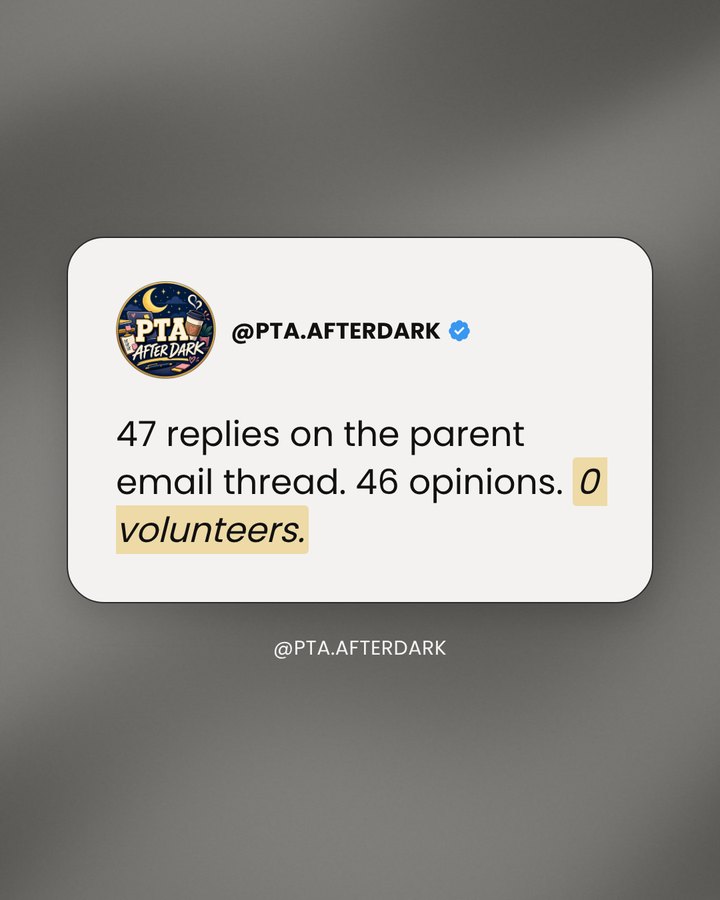 PTA
AFTER DARK
@PTA.AFTERDARK
47 replies on the parent
email thread. 46 opinions. 0
volunteers.
@PTA.AFTERDARK